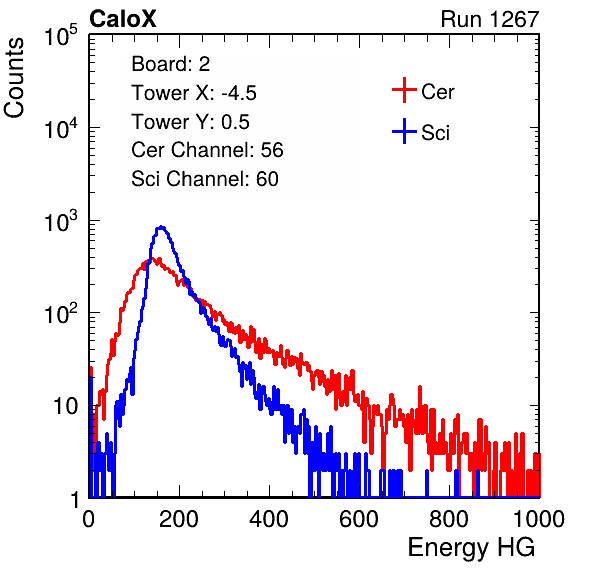 CaloX Run 1267
Counts
10^5
10^4
10^3
10^2
10
1
Board: 2
Tower X: -4.5
Tower Y: 0.5
Cer Channel: 56
Sci Channel: 60
Cer
Sci
0 200 400 600 800 1000
Energy HG